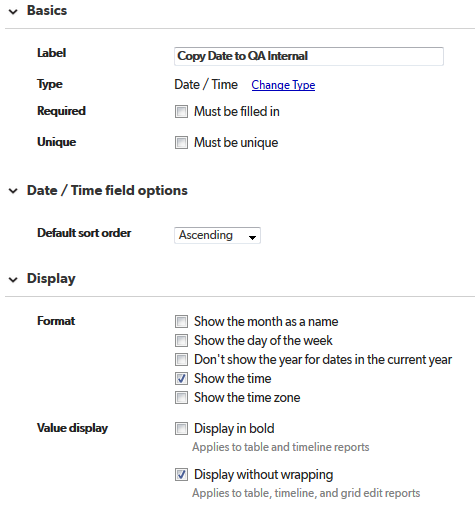 Basics
Label Copy Date to QA Internal
Type Date / Time Change Type
Required Must be filled in
Unique Must be unique
Date / Time field options
Default sort order Ascending
Display
Format Show the month as a name
Show the day of the week
Don't show the year for dates in the current year
Show the time
Show the time zone
Value display Display in bold
Applies to table and timeline reports
Display without wrapping
Applies to table, timeline, and grid edit reports